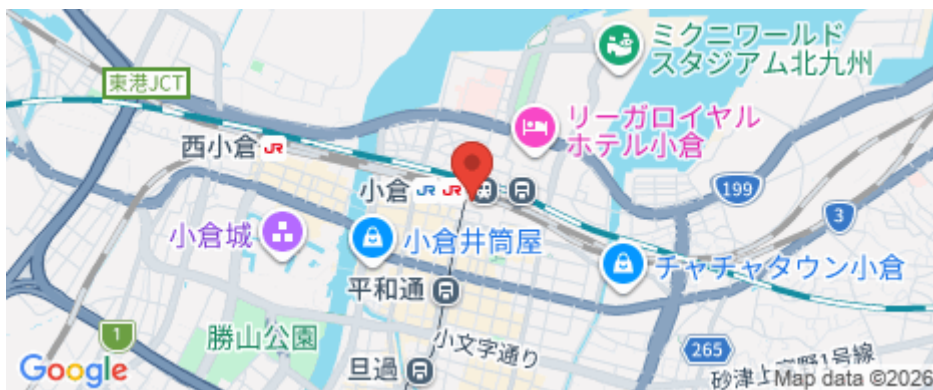 ミクニワールド
スタジアム北九州
東港JCT
リーガロイヤル
ホテル小倉
西小倉 JR
小倉 JR JR
199
3
小倉城
小倉井筒屋
チャチャタウン小倉
平和通
勝山公園
1
小文字通り
265
旦過
Google
Map data ©2026